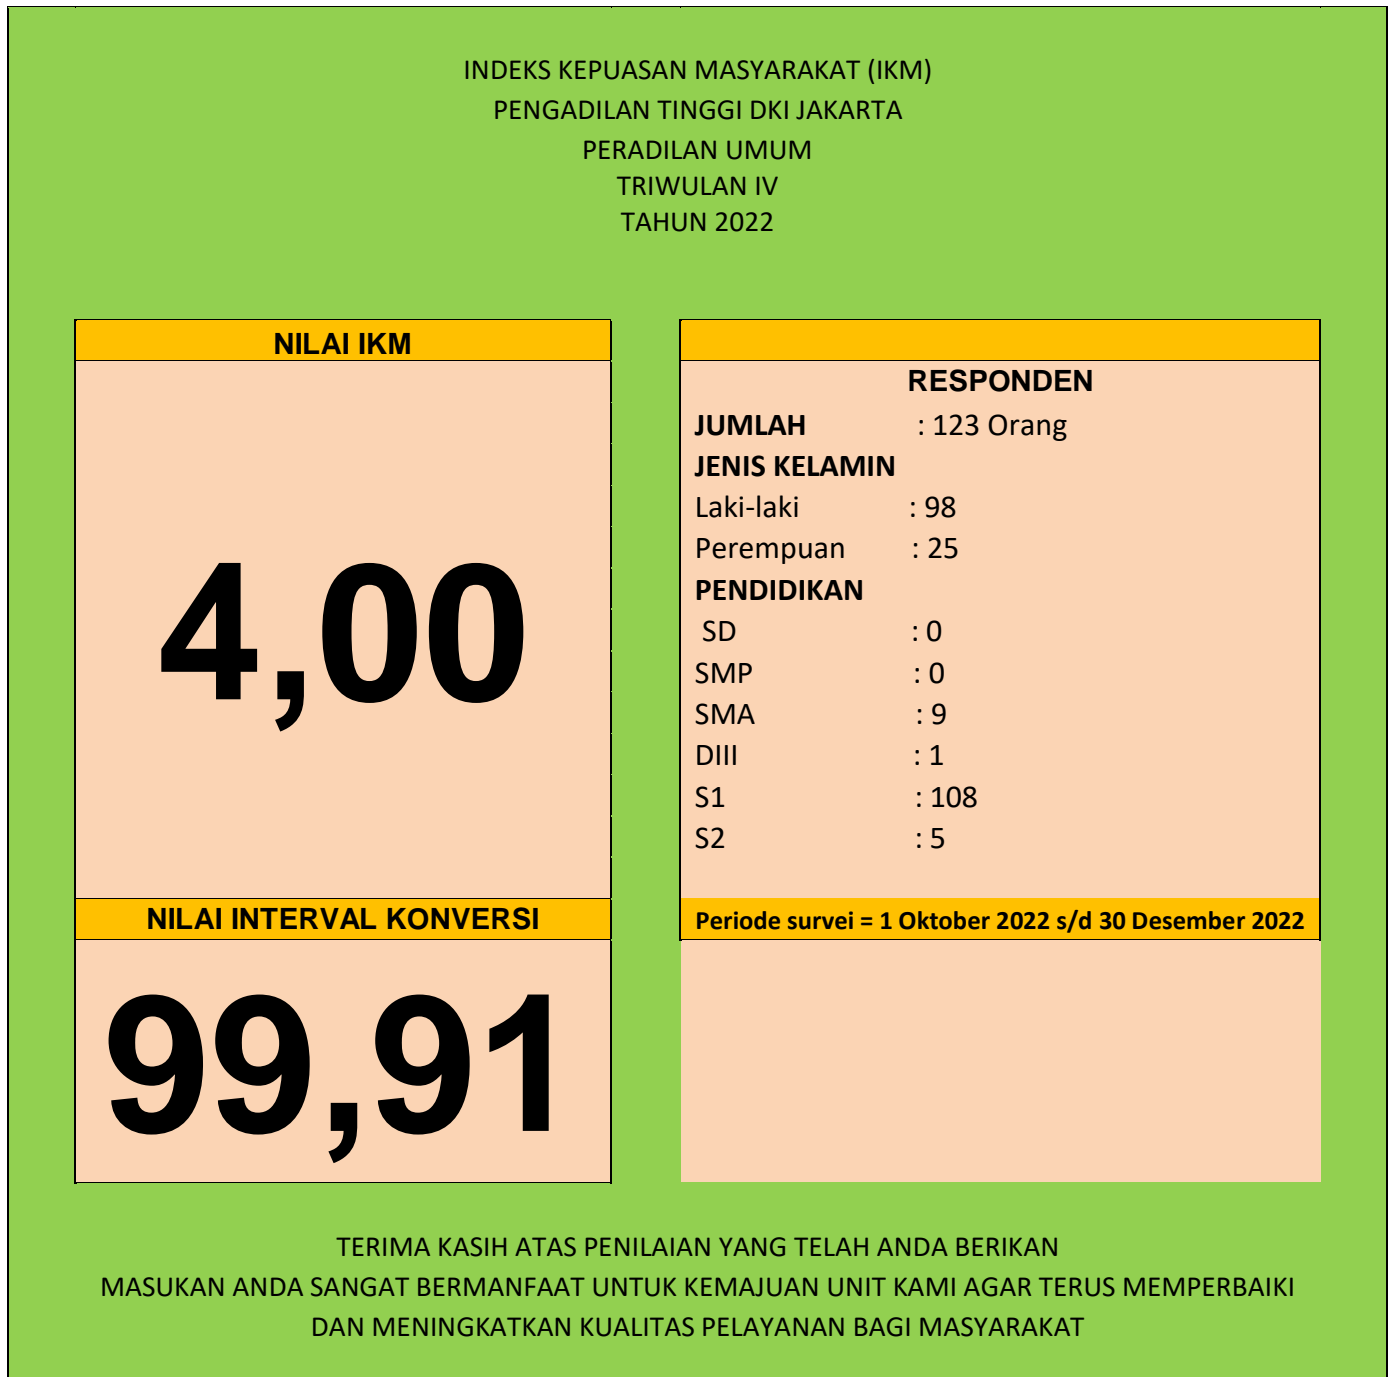 INDEKS KEPUASAN MASYARAKAT (IKM)
PENGADILAN TINGGI DKI JAKARTA
PERADILAN UMUM
TRIWULAN IV
TAHUN 2022
NILAI IKM
4,00
NILAI INTERVAL KONVERSI
99,91
RESPONDEN
JUMLAH : 123 Orang
JENIS KELAMIN
Laki-laki : 98
Perempuan : 25
PENDIDIKAN
SD : 0
SMP : 0
SMA : 9
DIII : 1
S1 : 108
S2 : 5
Periode survei = 1 Oktober 2022 s/d 30 Desember 2022
TERIMA KASIH ATAS PENILAIAN YANG TELAH ANDA BERIKAN
MASUKAN ANDA SANGAT BERMANFAAT UNTUK KEMAJUAN UNIT KAMI AGAR TERUS MEMPERBAIKI
DAN MENINGKATKAN KUALITAS PELAYANAN BAGI MASYARAKAT